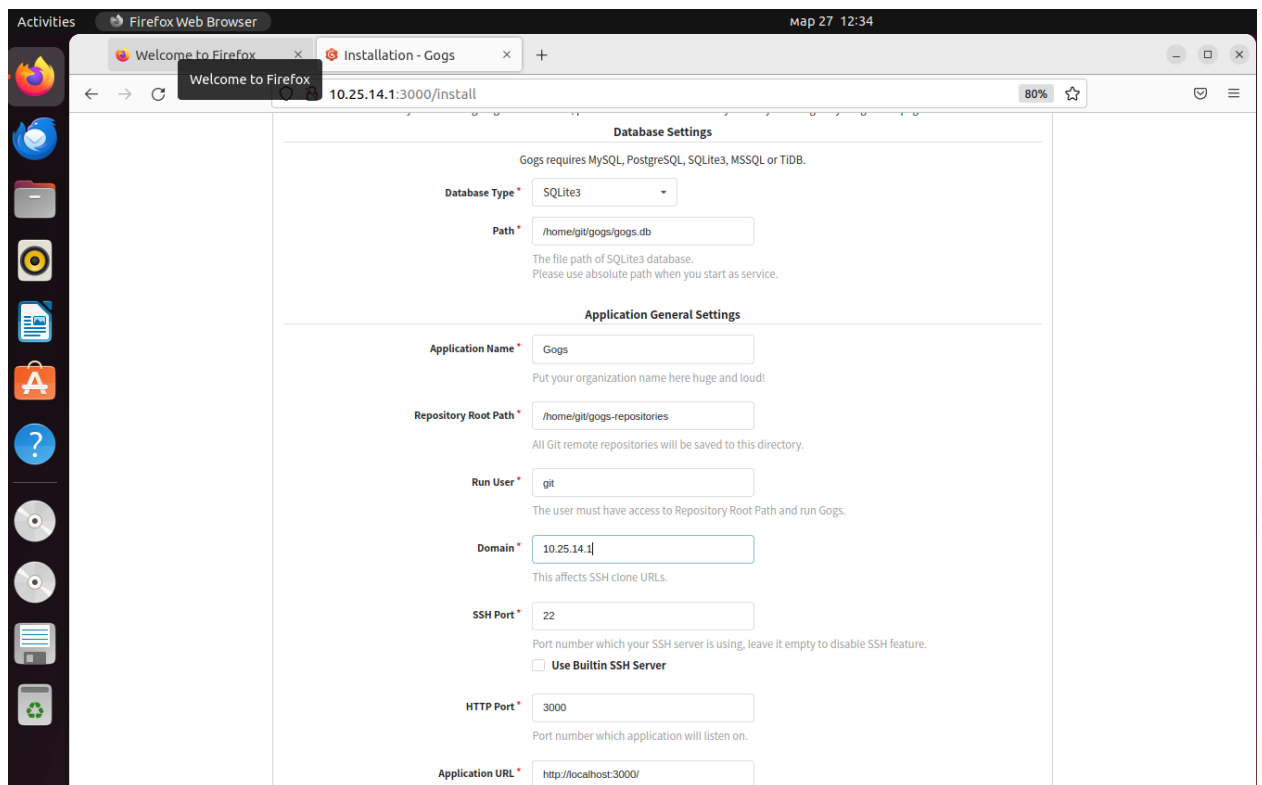 Activities Firefox Web Browser мар 27 12:34
Welcome to Firefox × Installation - Gogs × +
Welcome to Firefox
10.25.14.1:3000/install 80%
Database Settings
Gogs requires MySQL, PostgreSQL, SQLite3, MSSQL or TiDB.
Database Type * SQLite3
Path * /home/git/gogs/gogs.db
The file path of SQLite3 database.
Please use absolute path when you start as service.
Application General Settings
Application Name * Gogs
Put your organization name here huge and loud!
Repository Root Path * /home/git/gogs-repositories
All Git remote repositories will be saved to this directory.
Run User * git
The user must have access to Repository Root Path and run Gogs.
Domain * 10.25.14.1
This affects SSH clone URLs.
SSH Port * 22
Port number which your SSH server is using, leave it empty to disable SSH feature.
Use Builtin SSH Server
HTTP Port * 3000
Port number which application will listen on.
Application URL * http://localhost:3000/